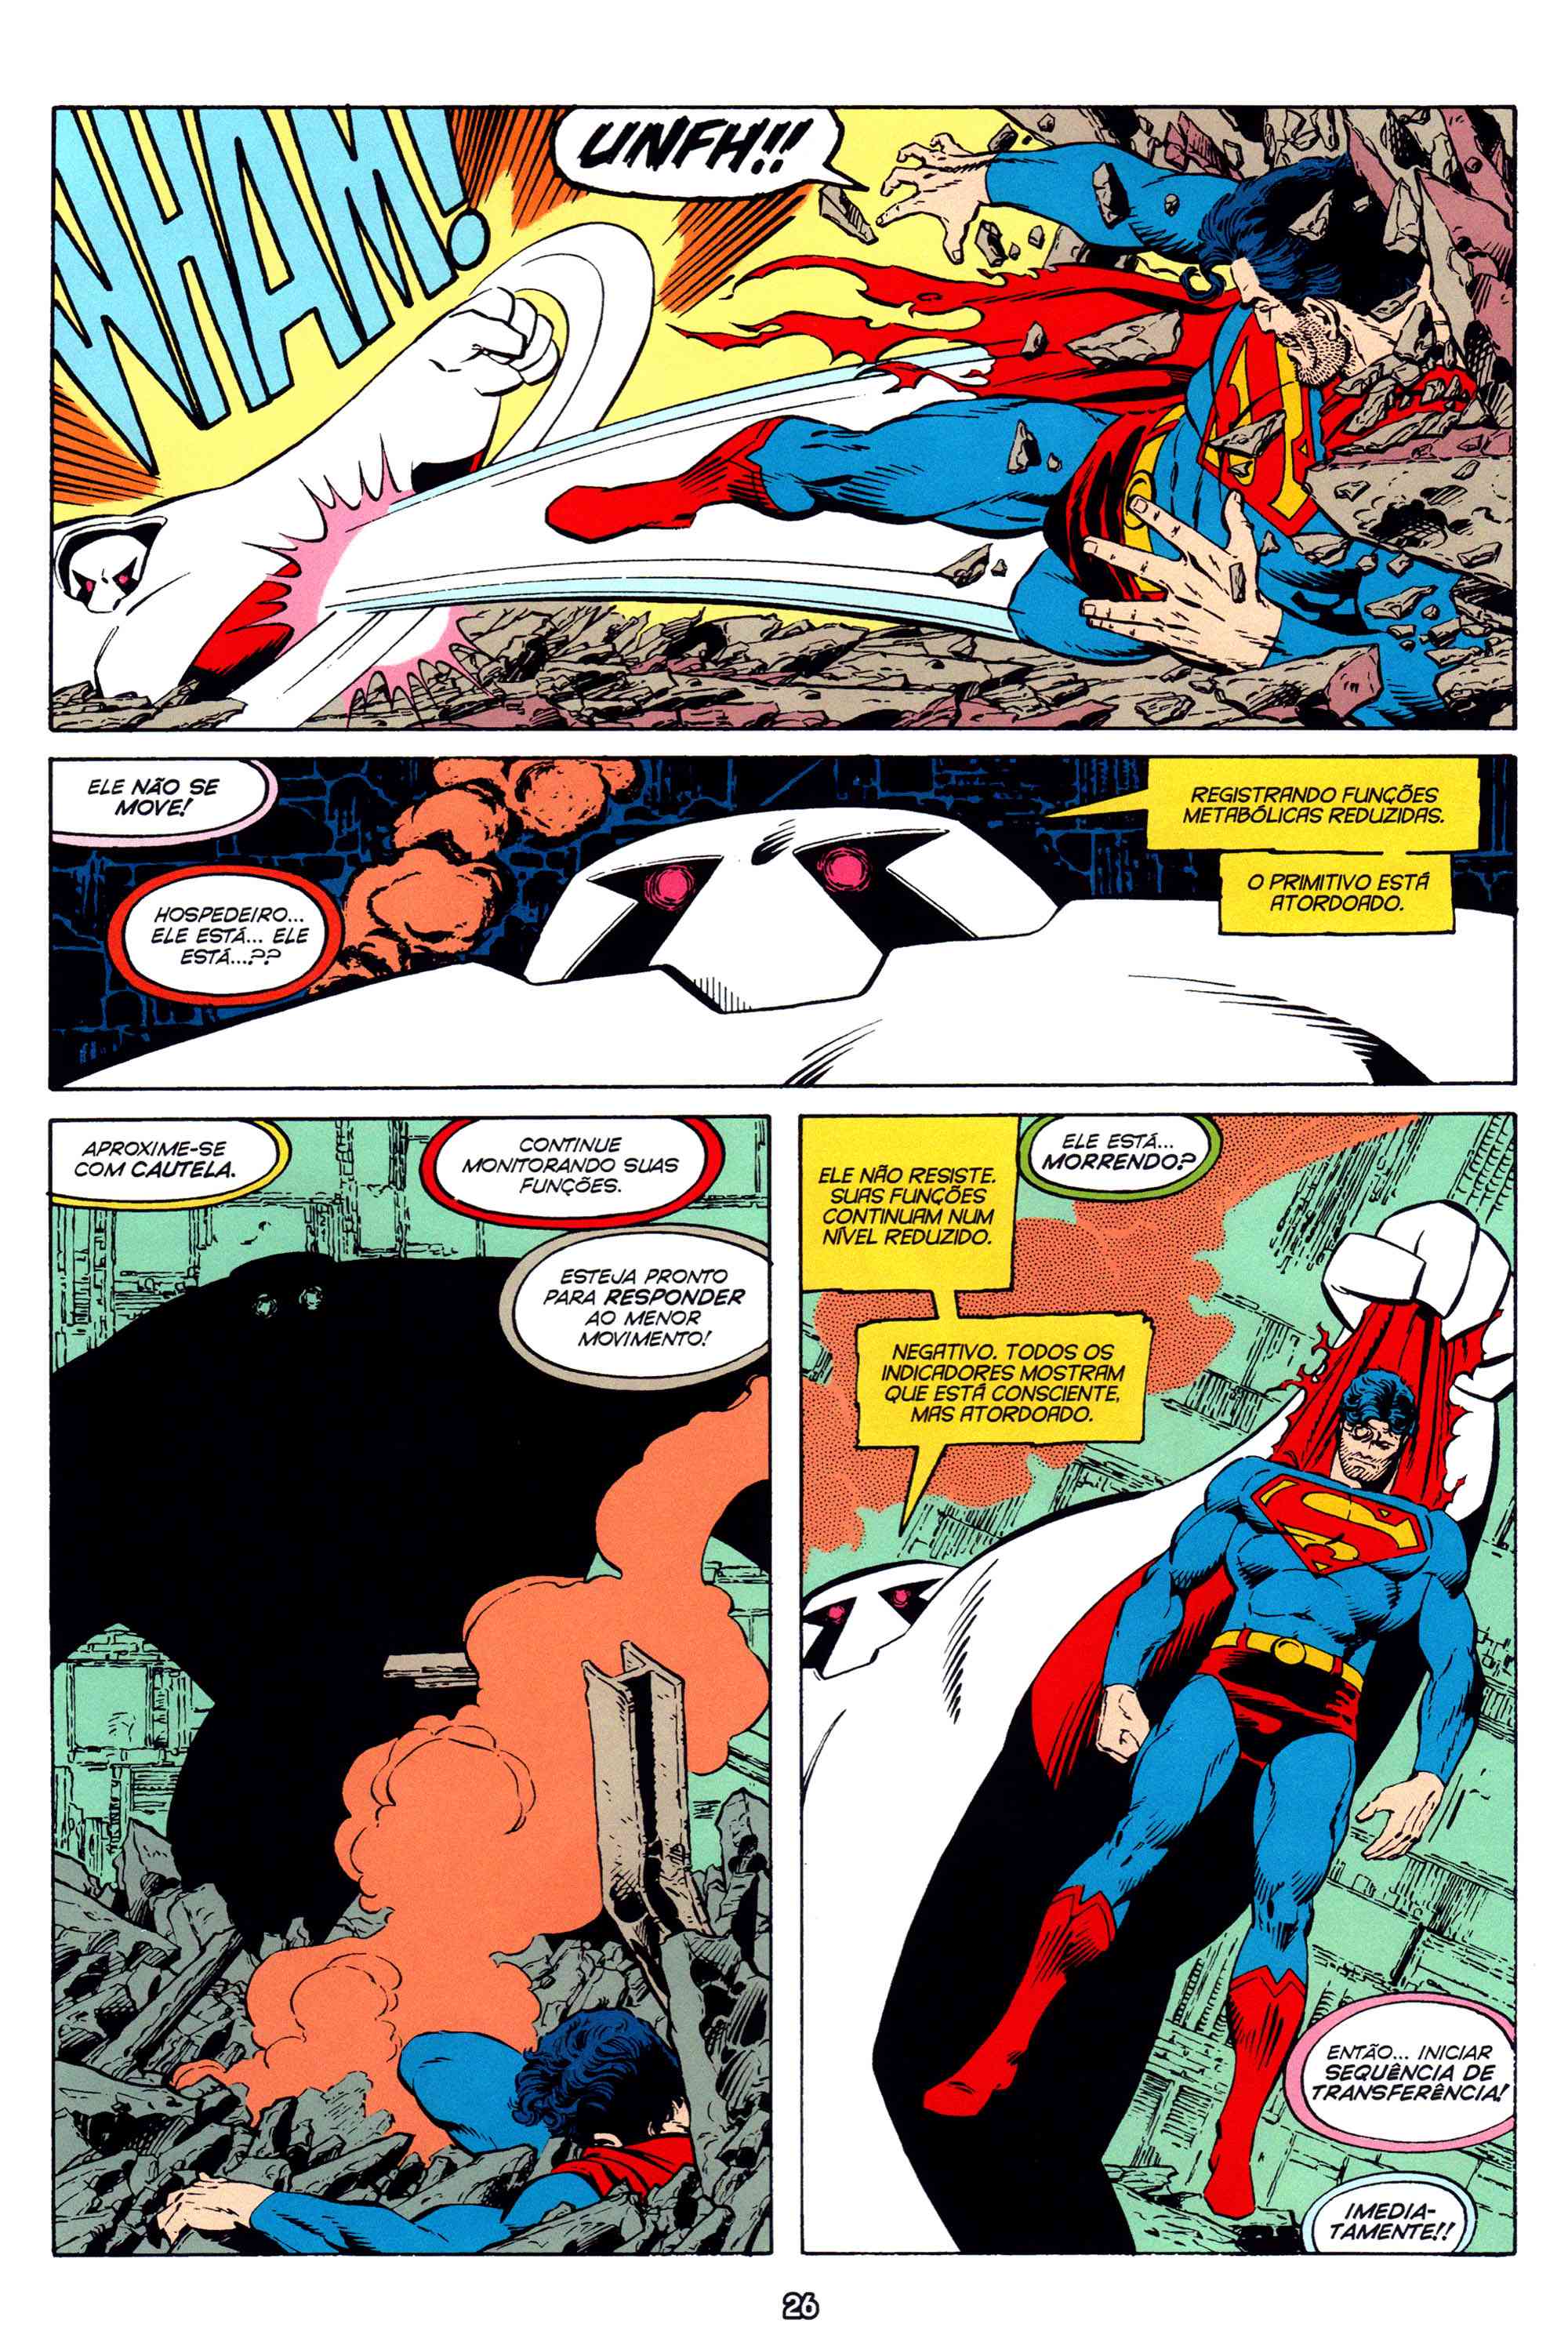 WHAM!
UNFH!!
ELE NÃO SE
MOVE!
HOSPEDEIRO...
ELE ESTÁ... ELE
ESTÁ...??
REGISTRANDO FUNÇÕES
METABÓLICAS REDUZIDAS.
O PRIMITIVO ESTÁ
ATORDOADO.
APROXIME-SE
COM CAUTELA.
CONTINUE
MONITORANDO SUAS
FUNÇÕES.
ESTEJA PRONTO
PARA RESPONDER
AO MENOR
MOVIMENTO!
ELE NÃO RESISTE.
SUAS FUNÇÕES
CONTINUAM NUM
NÍVEL REDUZIDO.
ELE ESTÁ...
MORRENDO?
NEGATIVO. TODOS OS
INDICADORES MOSTRAM
QUE ESTÁ CONSCIENTE,
MAS ATORDOADO.
ENTÃO... INICIAR
SEQUÊNCIA DE
TRANSFERÊNCIA!
IMEDIA-
TAMENTE!!
26